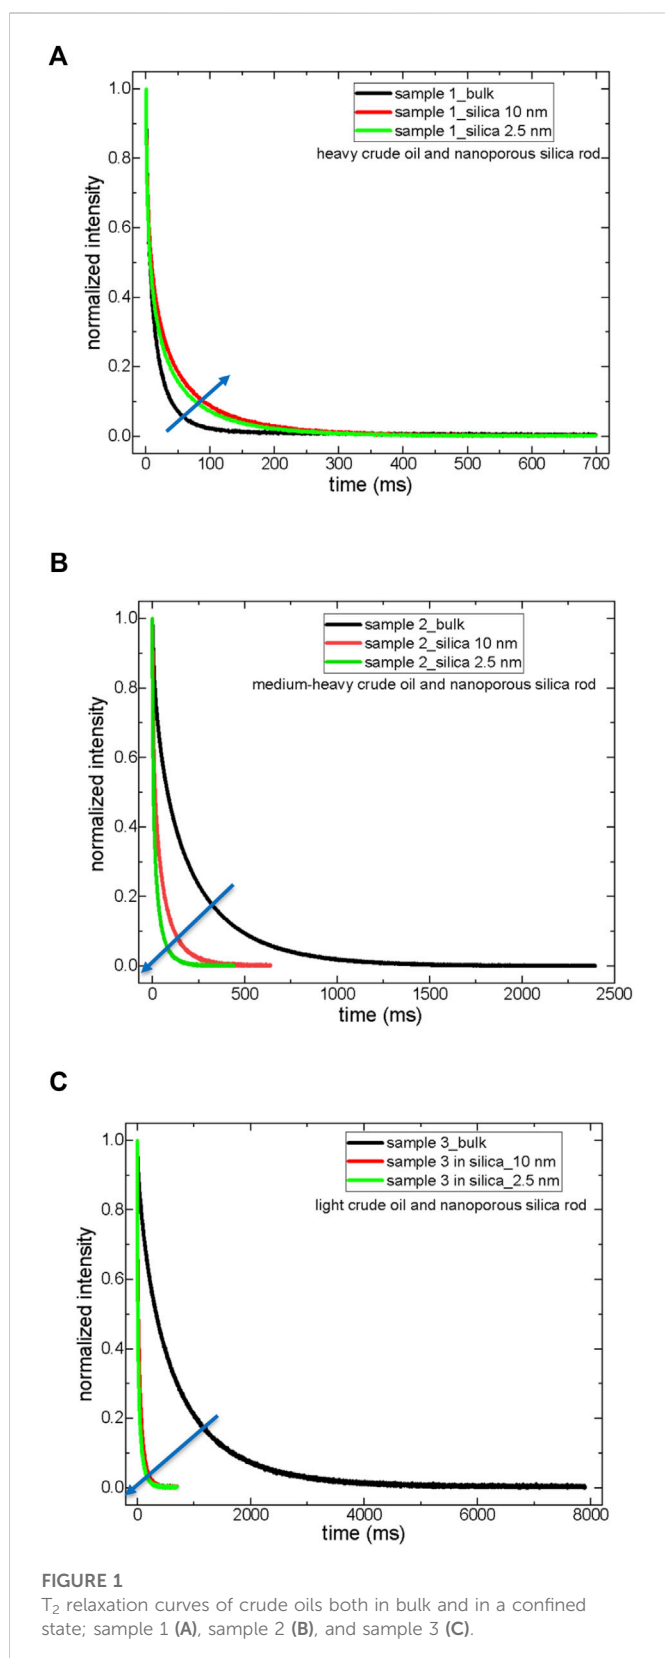 A
sample 1_bulk
sample 1_silica 10 nm
sample 1_silica 2.5 nm
heavy crude oil and nanoporous silica rod
normalized intensity
1.0
0.8
0.6
0.4
0.2
0.0
0 100 200 300 400 500 600 700
time (ms)
B
sample 2_bulk
sample 2_silica 10 nm
sample 2_silica 2.5 nm
medium-heavy crude oil and nanoporous silica rod
normalized intensity
1.0
0.8
0.6
0.4
0.2
0.0
0 500 1000 1500 2000 2500
time (ms)
C
sample 3_bulk
sample 3 in silica_10 nm
sample 3 in silica_2.5 nm
light crude oil and nanoporous silica rod
normalized intensity
1.0
0.8
0.6
0.4
0.2
0.0
0 2000 4000 6000 8000
time (ms)
FIGURE 1
T₂ relaxation curves of crude oils both in bulk and in a confined
state; sample 1 (A), sample 2 (B), and sample 3 (C).